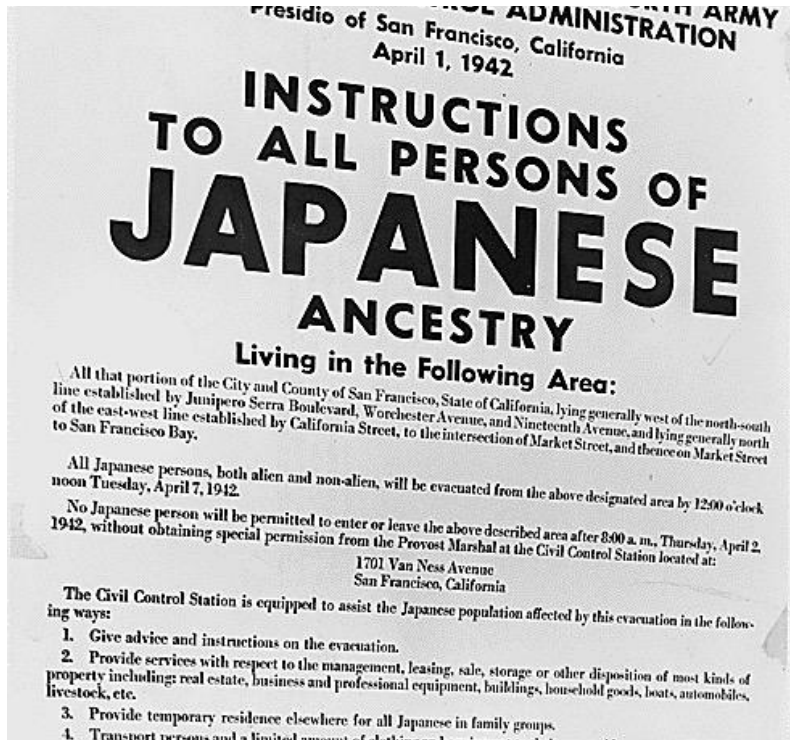 ARMY
ADMINISTRATION
Presidio of San Francisco, California
April 1, 1942
INSTRUCTIONS
TO ALL PERSONS OF
JAPANESE
ANCESTRY
Living in the Following Area:
All that portion of the City and County of San Francisco, State of California, lying generally west of the north-south
line established by Junipero Serra Boulevard, Worchester Avenue, and Nineteenth Avenue, and lying generally north
of the east-west line established by California Street, to the intersection of Market Street, and thence on Market Street
to San Francisco Bay.
All Japanese persons, both alien and non-alien, will be evacuated from the above designated area by 12:00 o'clock
noon Tuesday, April 7, 1942.
No Japanese person will be permitted to enter or leave the above described area after 8:00 a. m., Thursday, April 2,
1942, without obtaining special permission from the Provost Marshal at the Civil Control Station located at:
1701 Van Ness Avenue
San Francisco, California
The Civil Control Station is equipped to assist the Japanese population affected by this evacuation in the follow-
ing ways:
1. Give advice and instructions on the evacuation.
2. Provide services with respect to the management, leasing, sale, storage or other disposition of most kinds of
property including: real estate, business and professional equipment, buildings, household goods, boats, automobiles,
livestock, etc.
3. Provide temporary residence elsewhere for all Japanese in family groups.
4. Transport persons and a limited amount of